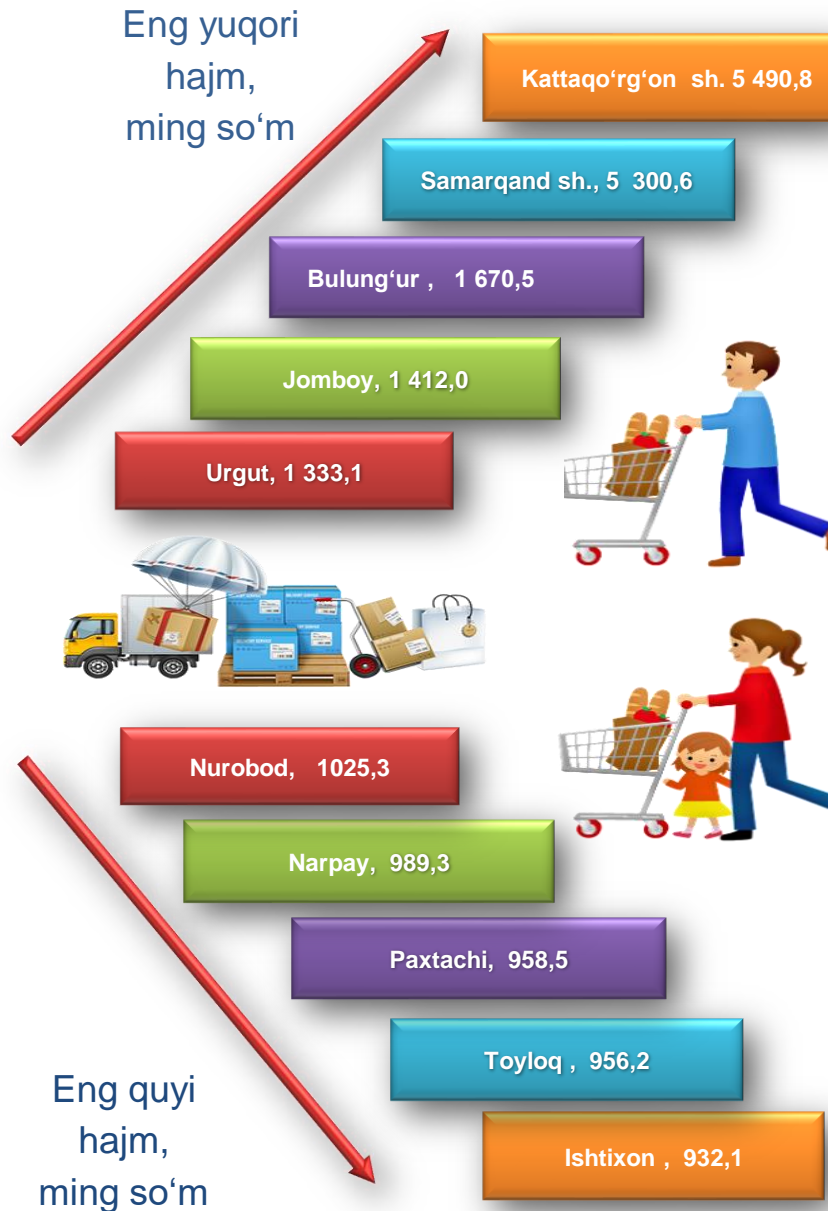 Eng yuqori
hajm,
ming so‘m
Kattaqo‘rg‘on sh. 5 490,8
Samarqand sh., 5 300,6
Bulung‘ur , 1 670,5
Jomboy, 1 412,0
Urgut, 1 333,1
Nurobod, 1025,3
Narpay, 989,3
Paxtachi, 958,5
Toyloq , 956,2
Ishtixon , 932,1
Eng quyi
hajm,
ming so‘m